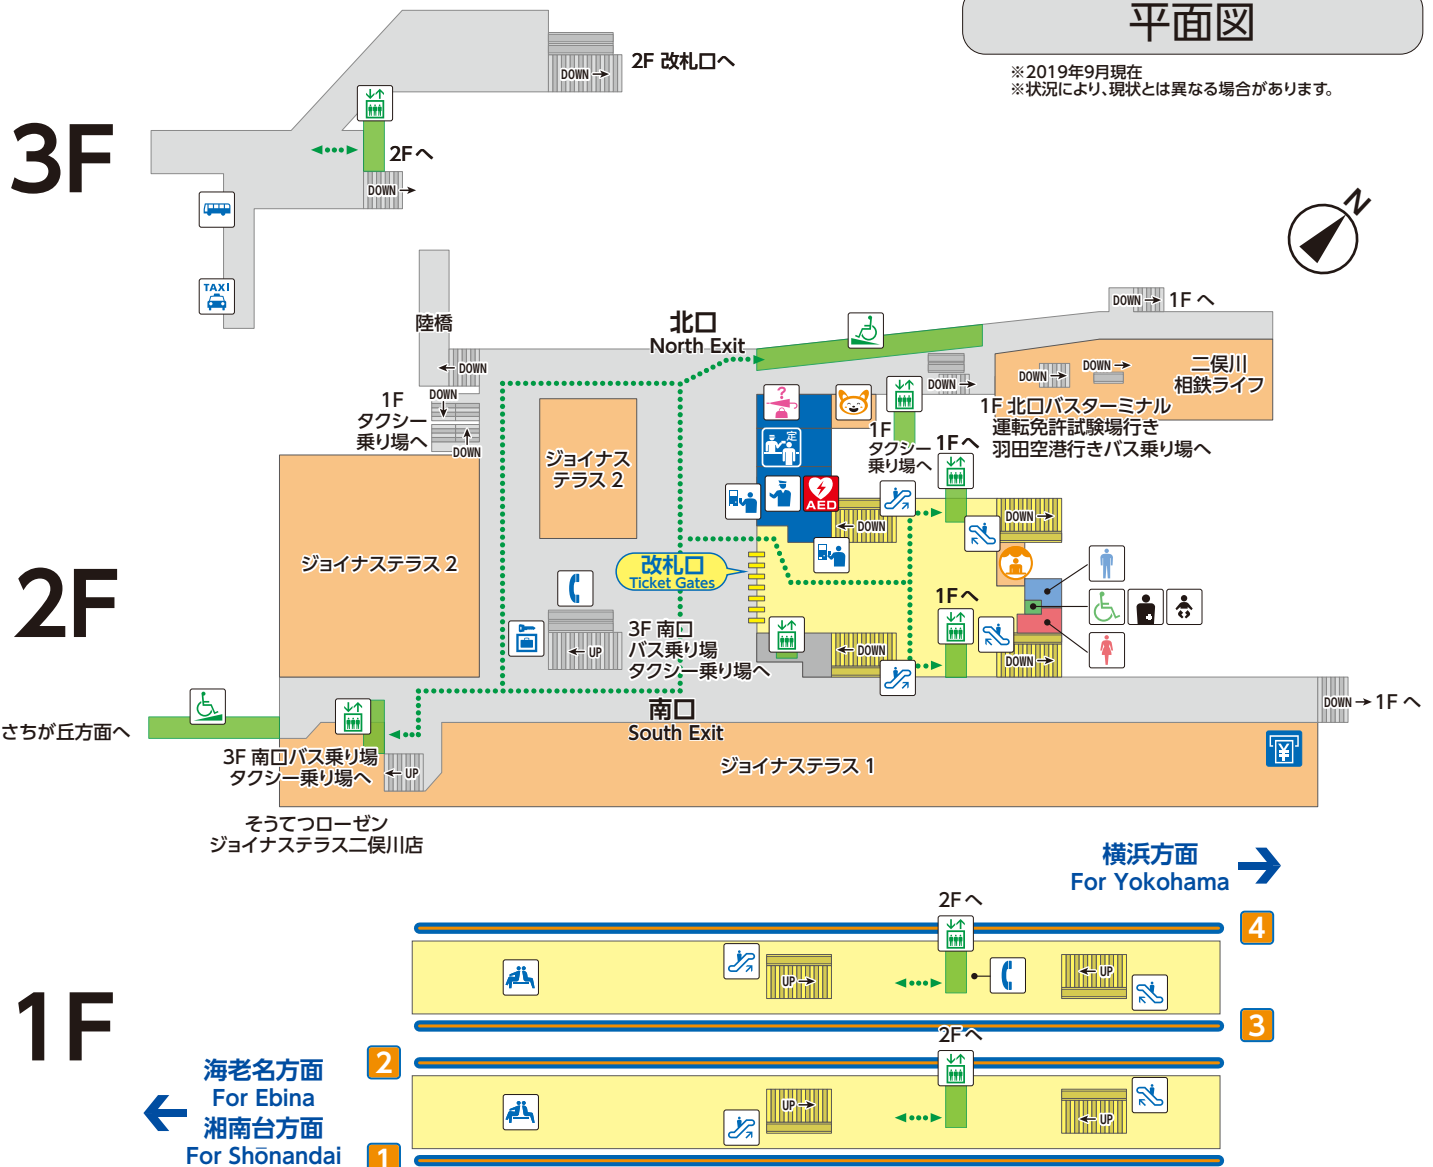 平面図
※2019年9月現在
※状況により、現状とは異なる場合があります。
3F
DOWN
2F 改札口へ
2Fへ
DOWN
TAXI
N
陸橋
北口
North Exit
DOWN
1F へ
DOWN
1F
タクシー
乗り場へ
DOWN
DOWN
ジョイナス
テラス 2
?
定
AED
DOWN
1F
タクシー
乗り場へ
DOWN
DOWN
二俣川
相鉄ライフ
1F 北口バスターミナル
運転免許試験場行き
羽田空港行きバス乗り場へ
1Fへ
DOWN
DOWN
2F
ジョイナステラス 2
改札口
Ticket Gates
1Fへ
UP
3F 南口
バス乗り場
タクシー乗り場へ
DOWN
DOWN
南口
South Exit
DOWN
1F へ
さちが丘方面へ
3F 南口バス乗り場
タクシー乗り場へ
UP
ジョイナステラス 1
¥
そうてつローゼン
ジョイナステラス二俣川店
横浜方面
For Yokohama
1F
2Fへ
4
UP
UP
3
2Fへ
2
海老名方面
For Ebina
湘南台方面
For Shōnandai
UP
UP
1